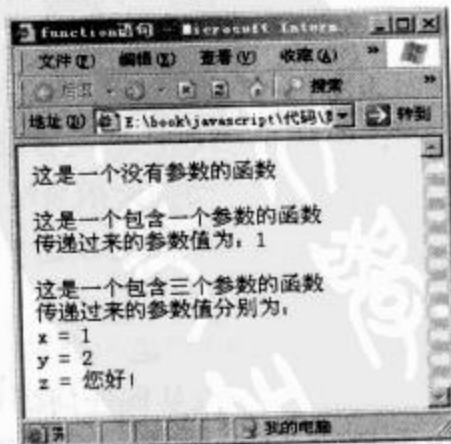 function语句 - Microsoft Intern
文件(F) 编辑(E) 查看(V) 收藏(A) »
后退 搜索 »
地址(D) E:\book\javascript\代码\ 转到
这是一个没有参数的函数
这是一个包含一个参数的函数
传递过来的参数值为：1
这是一个包含三个参数的函数
传递过来的参数值分别为：
x = 1
y = 2
z = 您好！
我的电脑